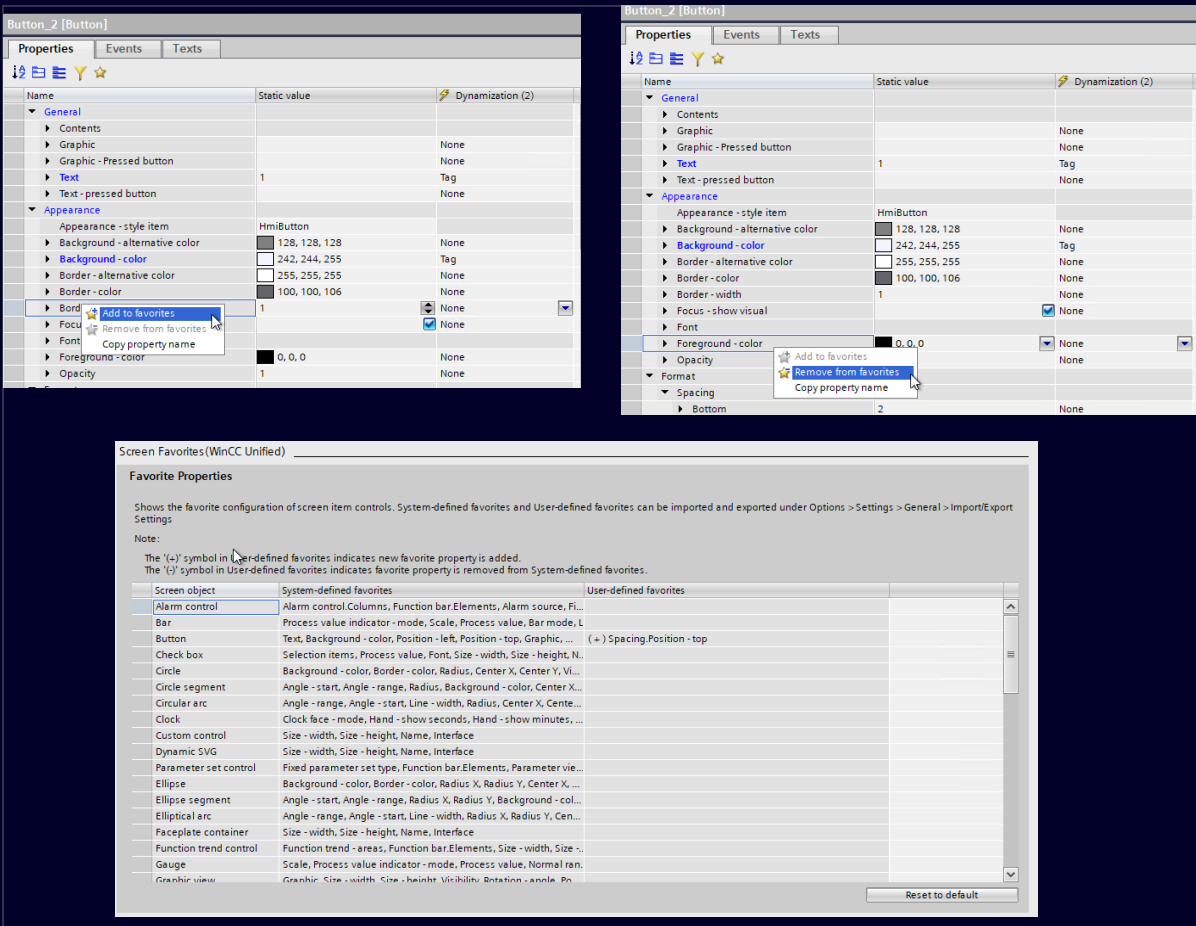 Button_2 [Button]
Properties Events Texts
Name Static value Dynamization (2)
General
Contents
Graphic None
Graphic - Pressed button None
Text 1 Tag
Text - pressed button None
Appearance
Appearance - style item HmiButton
Background - alternative color 128, 128, 128 None
Background - color 242, 244, 255 Tag
Border - alternative color 255, 255, 255 None
Border - color 100, 100, 106 None
1 None
None
Font
Foreground - color 0, 0, 0 None
Opacity 1 None
Add to favorites
Remove from favorites
Copy property name
Button_2 [Button]
Properties Events Texts
Name Static value Dynamization (2)
General
Contents
Graphic None
Graphic - Pressed button None
Text 1 Tag
Text - pressed button None
Appearance
Appearance - style item HmiButton
Background - alternative color 128, 128, 128 None
Background - color 242, 244, 255 Tag
Border - alternative color 255, 255, 255 None
Border - color 100, 100, 106 None
Border - width 1 None
Focus - show visual None
Font
Foreground - color 0, 0, 0 None
Opacity None
Format
Spacing
Bottom 2 None
Add to favorites
Remove from favorites
Copy property name
Screen Favorites (WinCC Unified)
Favorite Properties
Shows the favorite configuration of screen item controls. System-defined favorites and User-defined favorites can be imported and exported under Options > Settings > General > Import/Export
Settings
Note:
The '(+)' symbol in User-defined favorites indicates new favorite property is added.
The '(-)' symbol in User-defined favorites indicates favorite property is removed from System-defined favorites.
Screen object System-defined favorites User-defined favorites
Alarm control Alarm control.Columns, Function bar.Elements, Alarm source, Fi...
Bar Process value indicator - mode, Scale, Process value, Bar mode, L
Button Text, Background - color, Position - left, Position - top, Graphic, ... (+) Spacing.Position - top
Check box Selection items, Process value, Font, Size - width, Size - height, N..
Circle Background - color, Border - color, Radius, Center X, Center Y, Vi...
Circle segment Angle - start, Angle - range, Radius, Background - color, Center X...
Circular arc Angle - range, Angle - start, Line - width, Radius, Center X, Cente...
Clock Clock face - mode, Hand - show seconds, Hand - show minutes, ...
Custom control Size - width, Size - height, Name, Interface
Dynamic SVG Size - width, Size - height, Name, Interface
Parameter set control Fixed parameter set type, Function bar.Elements, Parameter vie...
Ellipse Background - color, Border - color, Radius X, Radius Y, Center X, ...
Ellipse segment Angle - start, Angle - range, Radius X, Radius Y, Background - col...
Elliptical arc Angle - range, Angle - start, Line - width, Radius X, Radius Y, Cen...
Faceplate container Size - width, Size - height, Name, Interface
Function trend control Function trend - areas, Function bar.Elements, Size - width, Size -..
Gauge Scale, Process value indicator - mode, Process value, Normal ran.
Graphic view Graphic, Size - width, Size - height, Visibility, Rotation - angle, Po
Reset to default